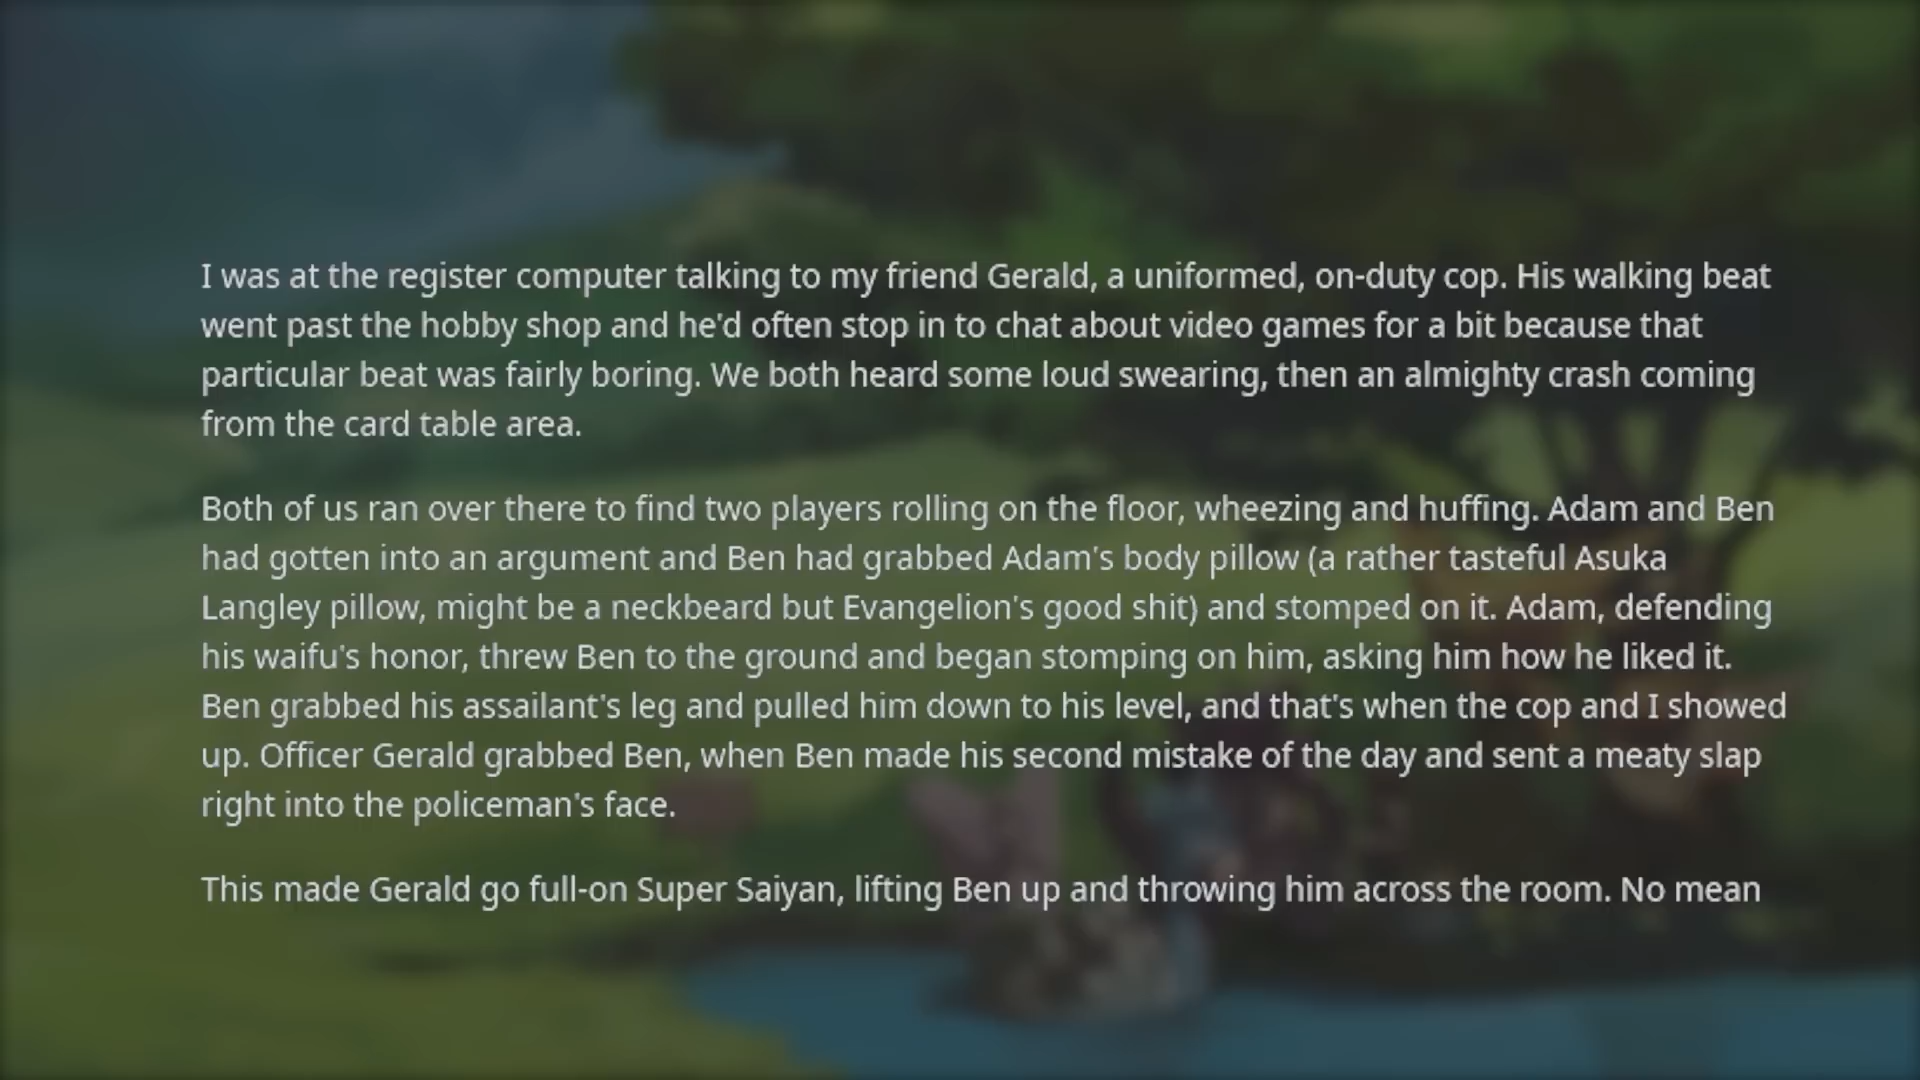 I was at the register computer talking to my friend Gerald, a uniformed, on-duty cop. His walking beat
went past the hobby shop and he'd often stop in to chat about video games for a bit because that
particular beat was fairly boring. We both heard some loud swearing, then an almighty crash coming
from the card table area.
Both of us ran over there to find two players rolling on the floor, wheezing and huffing. Adam and Ben
had gotten into an argument and Ben had grabbed Adam's body pillow (a rather tasteful Asuka
Langley pillow, might be a neckbeard but Evangelion's good shit) and stomped on it. Adam, defending
his waifu's honor, threw Ben to the ground and began stomping on him, asking him how he liked it.
Ben grabbed his assailant's leg and pulled him down to his level, and that's when the cop and I showed
up. Officer Gerald grabbed Ben, when Ben made his second mistake of the day and sent a meaty slap
right into the policeman's face.
This made Gerald go full-on Super Saiyan, lifting Ben up and throwing him across the room. No mean